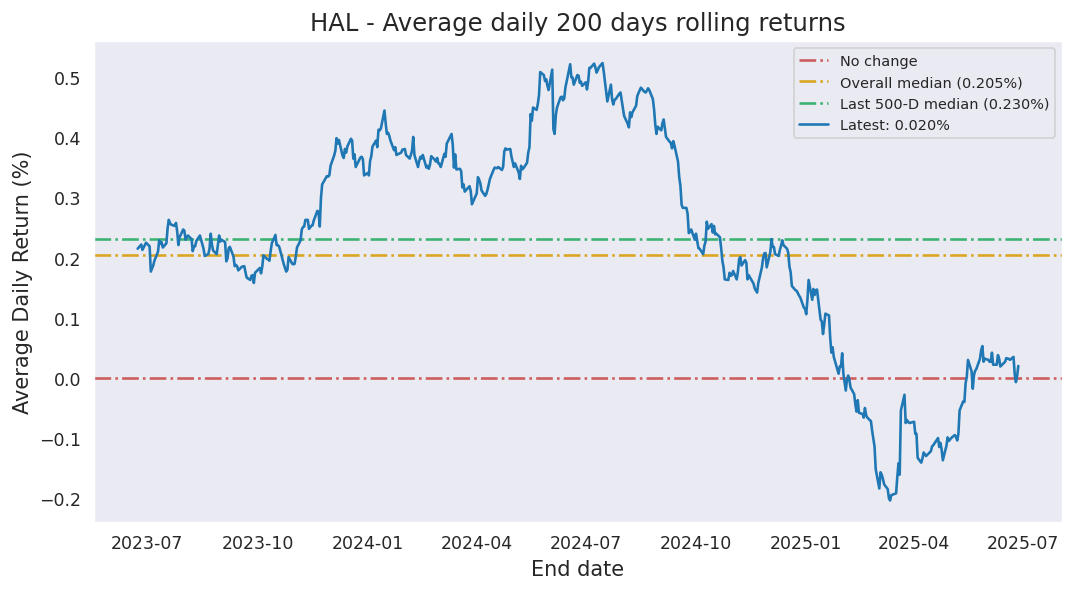 HAL - Average daily 200 days rolling returns
No change
Overall median (0.205%)
Last 500-D median (0.230%)
Latest: 0.020%
Average Daily Return (%)
0.5
0.4
0.3
0.2
0.1
0.0
−0.1
−0.2
2023-07 2023-10 2024-01 2024-04 2024-07 2024-10 2025-01 2025-04 2025-07
End date